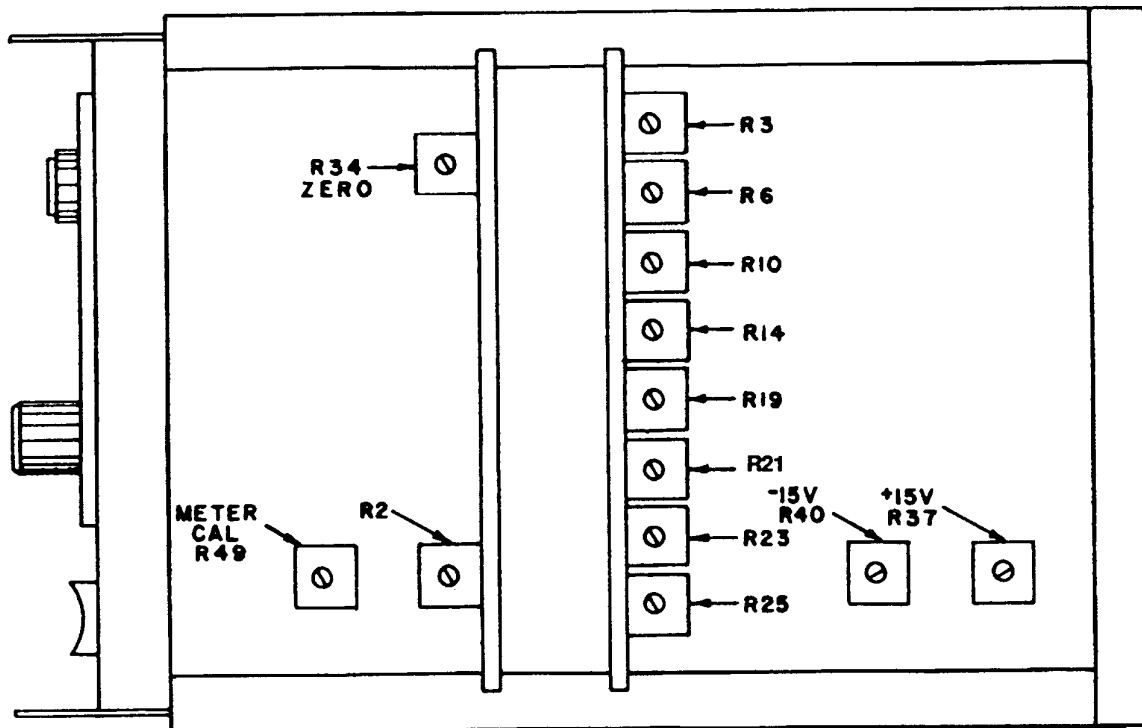 R3
R34
ZERO
R6
R10
R14
R19
R21
METER
CAL
R49
R2
-15V
R40
+15V
R37
R23
R25